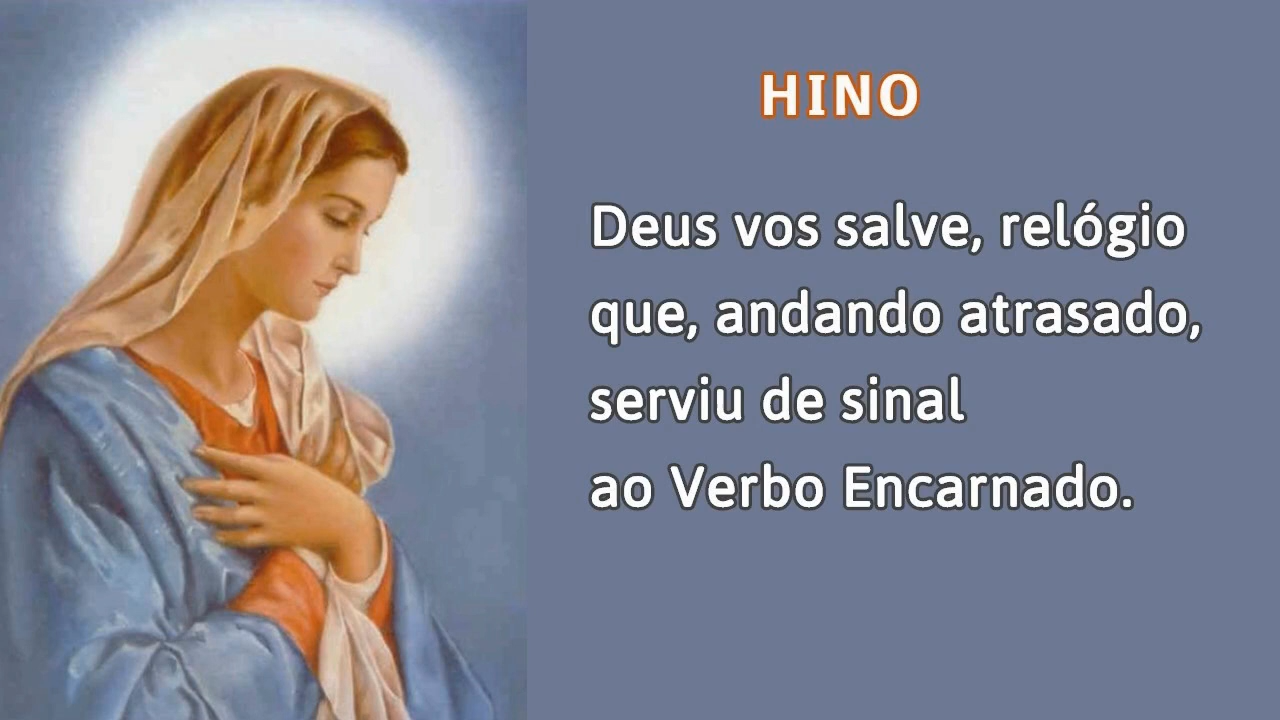 HINO
Deus vos salve, relógio
que, andando atrasado,
serviu de sinal
ao Verbo Encarnado.